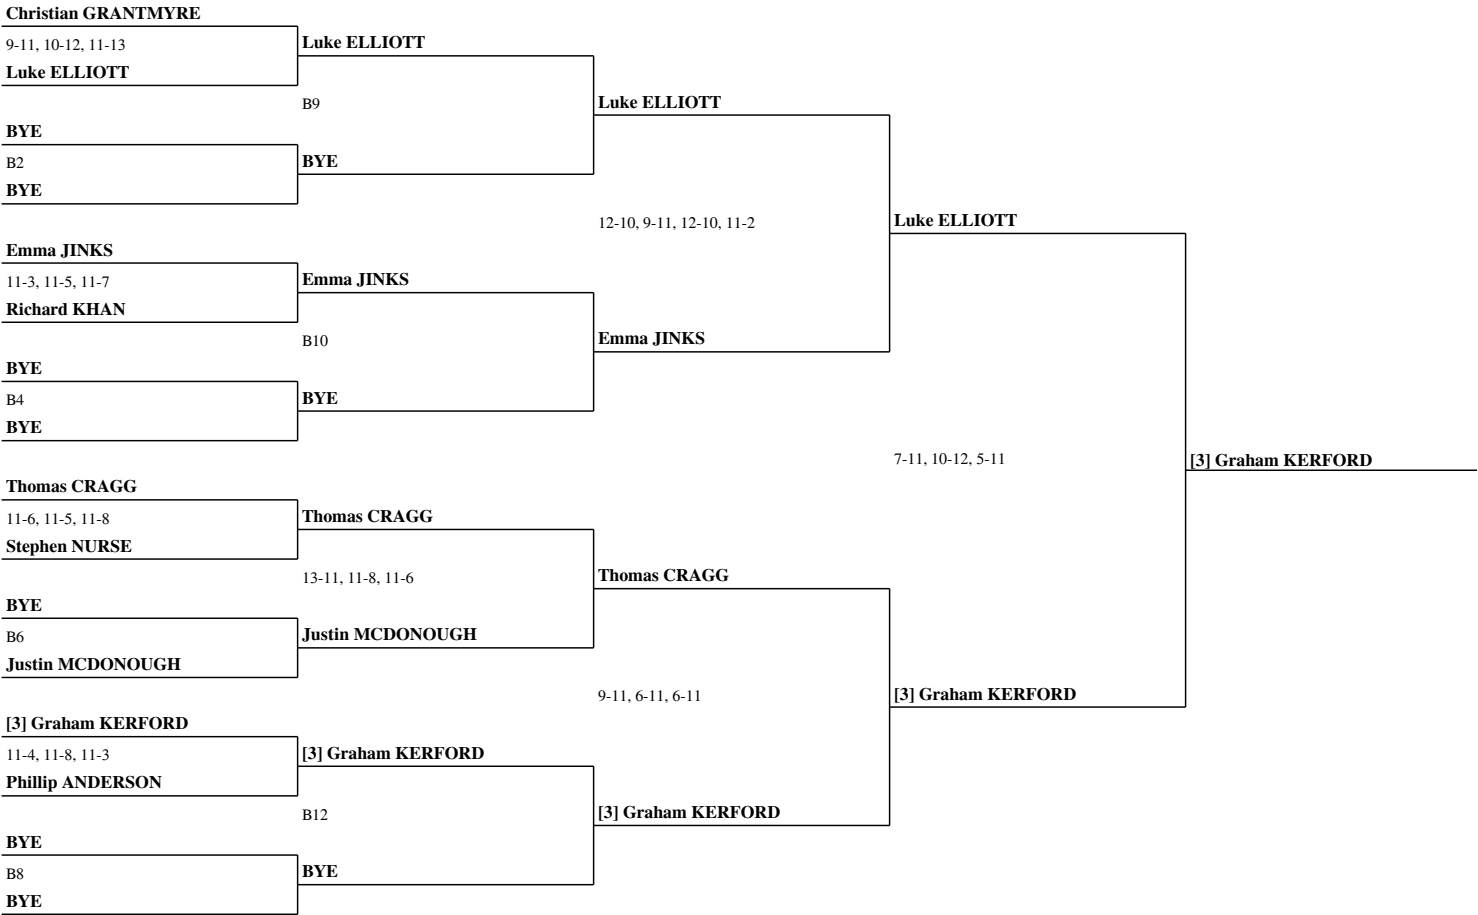 Christian GRANTMYRE
9-11, 10-12, 11-13
Luke ELLIOTT
BYE
B2
BYE
Emma JINKS
11-3, 11-5, 11-7
Richard KHAN
BYE
B4
BYE
Thomas CRAGG
11-6, 11-5, 11-8
Stephen NURSE
BYE
B6
Justin MCDONOUGH
[3] Graham KERFORD
11-4, 11-8, 11-3
Phillip ANDERSON
BYE
B8
BYE
Luke ELLIOTT
B9
BYE
Emma JINKS
B10
BYE
Thomas CRAGG
13-11, 11-8, 11-6
Justin MCDONOUGH
[3] Graham KERFORD
B12
BYE
Luke ELLIOTT
12-10, 9-11, 12-10, 11-2
Emma JINKS
Thomas CRAGG
9-11, 6-11, 6-11
[3] Graham KERFORD
Luke ELLIOTT
7-11, 10-12, 5-11
[3] Graham KERFORD
[3] Graham KERFORD